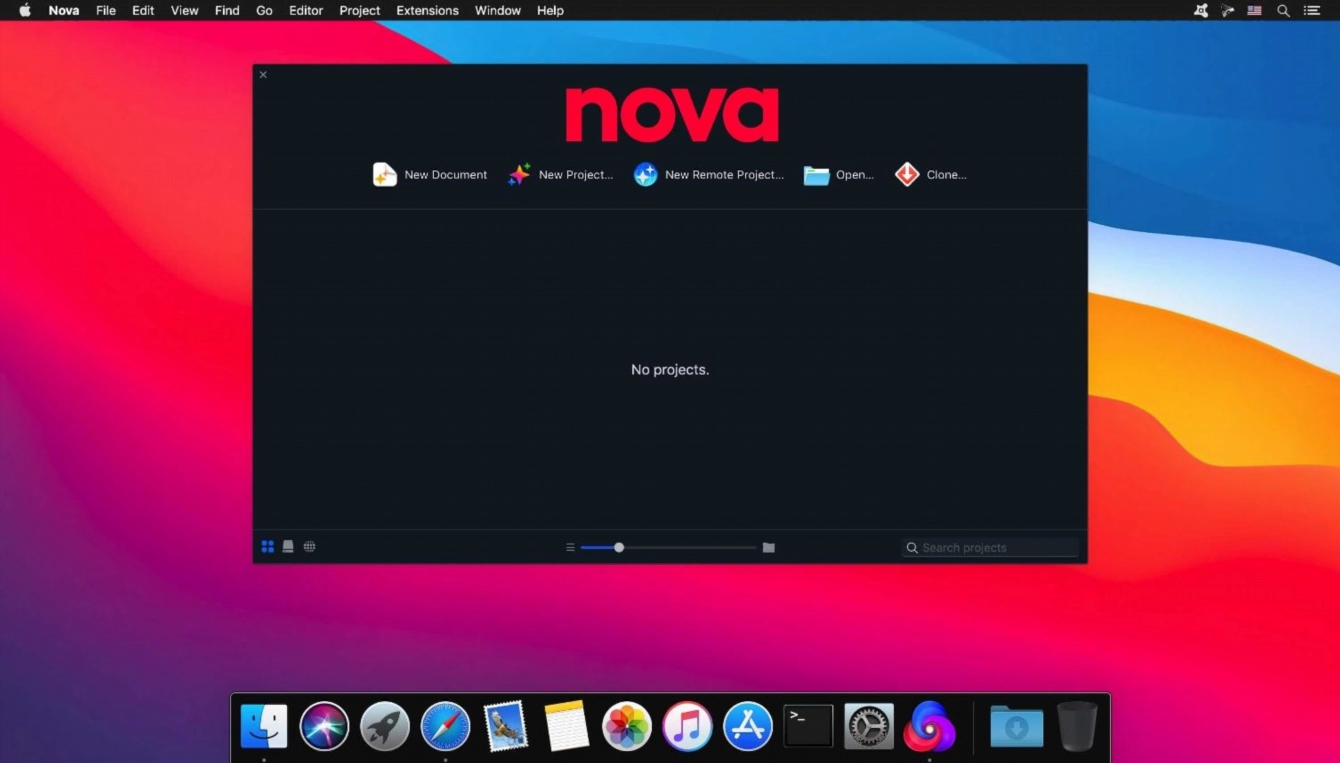 Nova File Edit View Find Go Editor Project Extensions Window Help
nova
New Document New Project... New Remote Project... Open... Clone...
No projects.
Search projects
>_